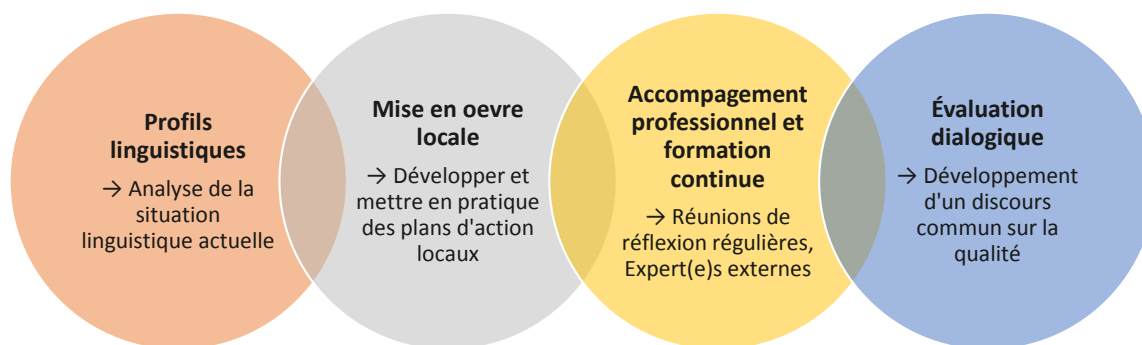 Profils
linguistiques
→ Analyse de la
situation
linguistique actuelle
Mise en oevre
locale
→ Développer et
mettre en pratique
des plans d'action
locaux
Accompagement
professionnel et
formation
continue
→ Réunions de
réflexion régulières,
Expert(e)s externes
Évaluation
dialogique
→ Développement
d'un discours
commun sur la
qualité